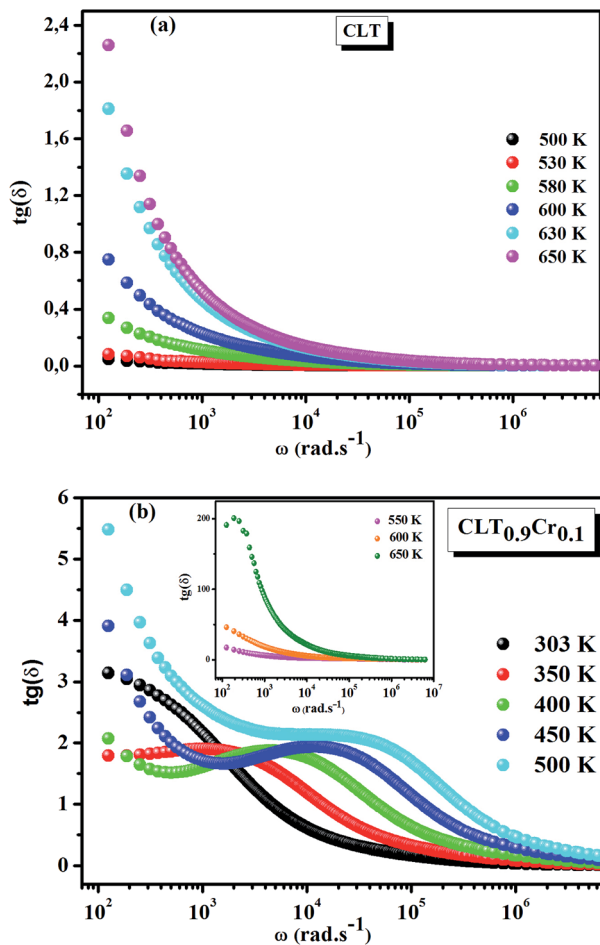 (a)
CLT
2,4
2,0
1,6
1,2
0,8
0,4
0,0
tg(δ)
500 K
530 K
580 K
600 K
630 K
650 K
10² 10³ 10⁴ 10⁵ 10⁶
ω (rad.s⁻¹)
(b)
CLT₀.₉Cr₀.₁
6
5
4
3
2
1
0
tg(δ)
200
100
0
tg(δ)
550 K
600 K
650 K
10² 10³ 10⁴ 10⁵ 10⁶ 10⁷
ω(rad.s⁻¹)
303 K
350 K
400 K
450 K
500 K
10² 10³ 10⁴ 10⁵ 10⁶
ω (rad.s⁻¹)